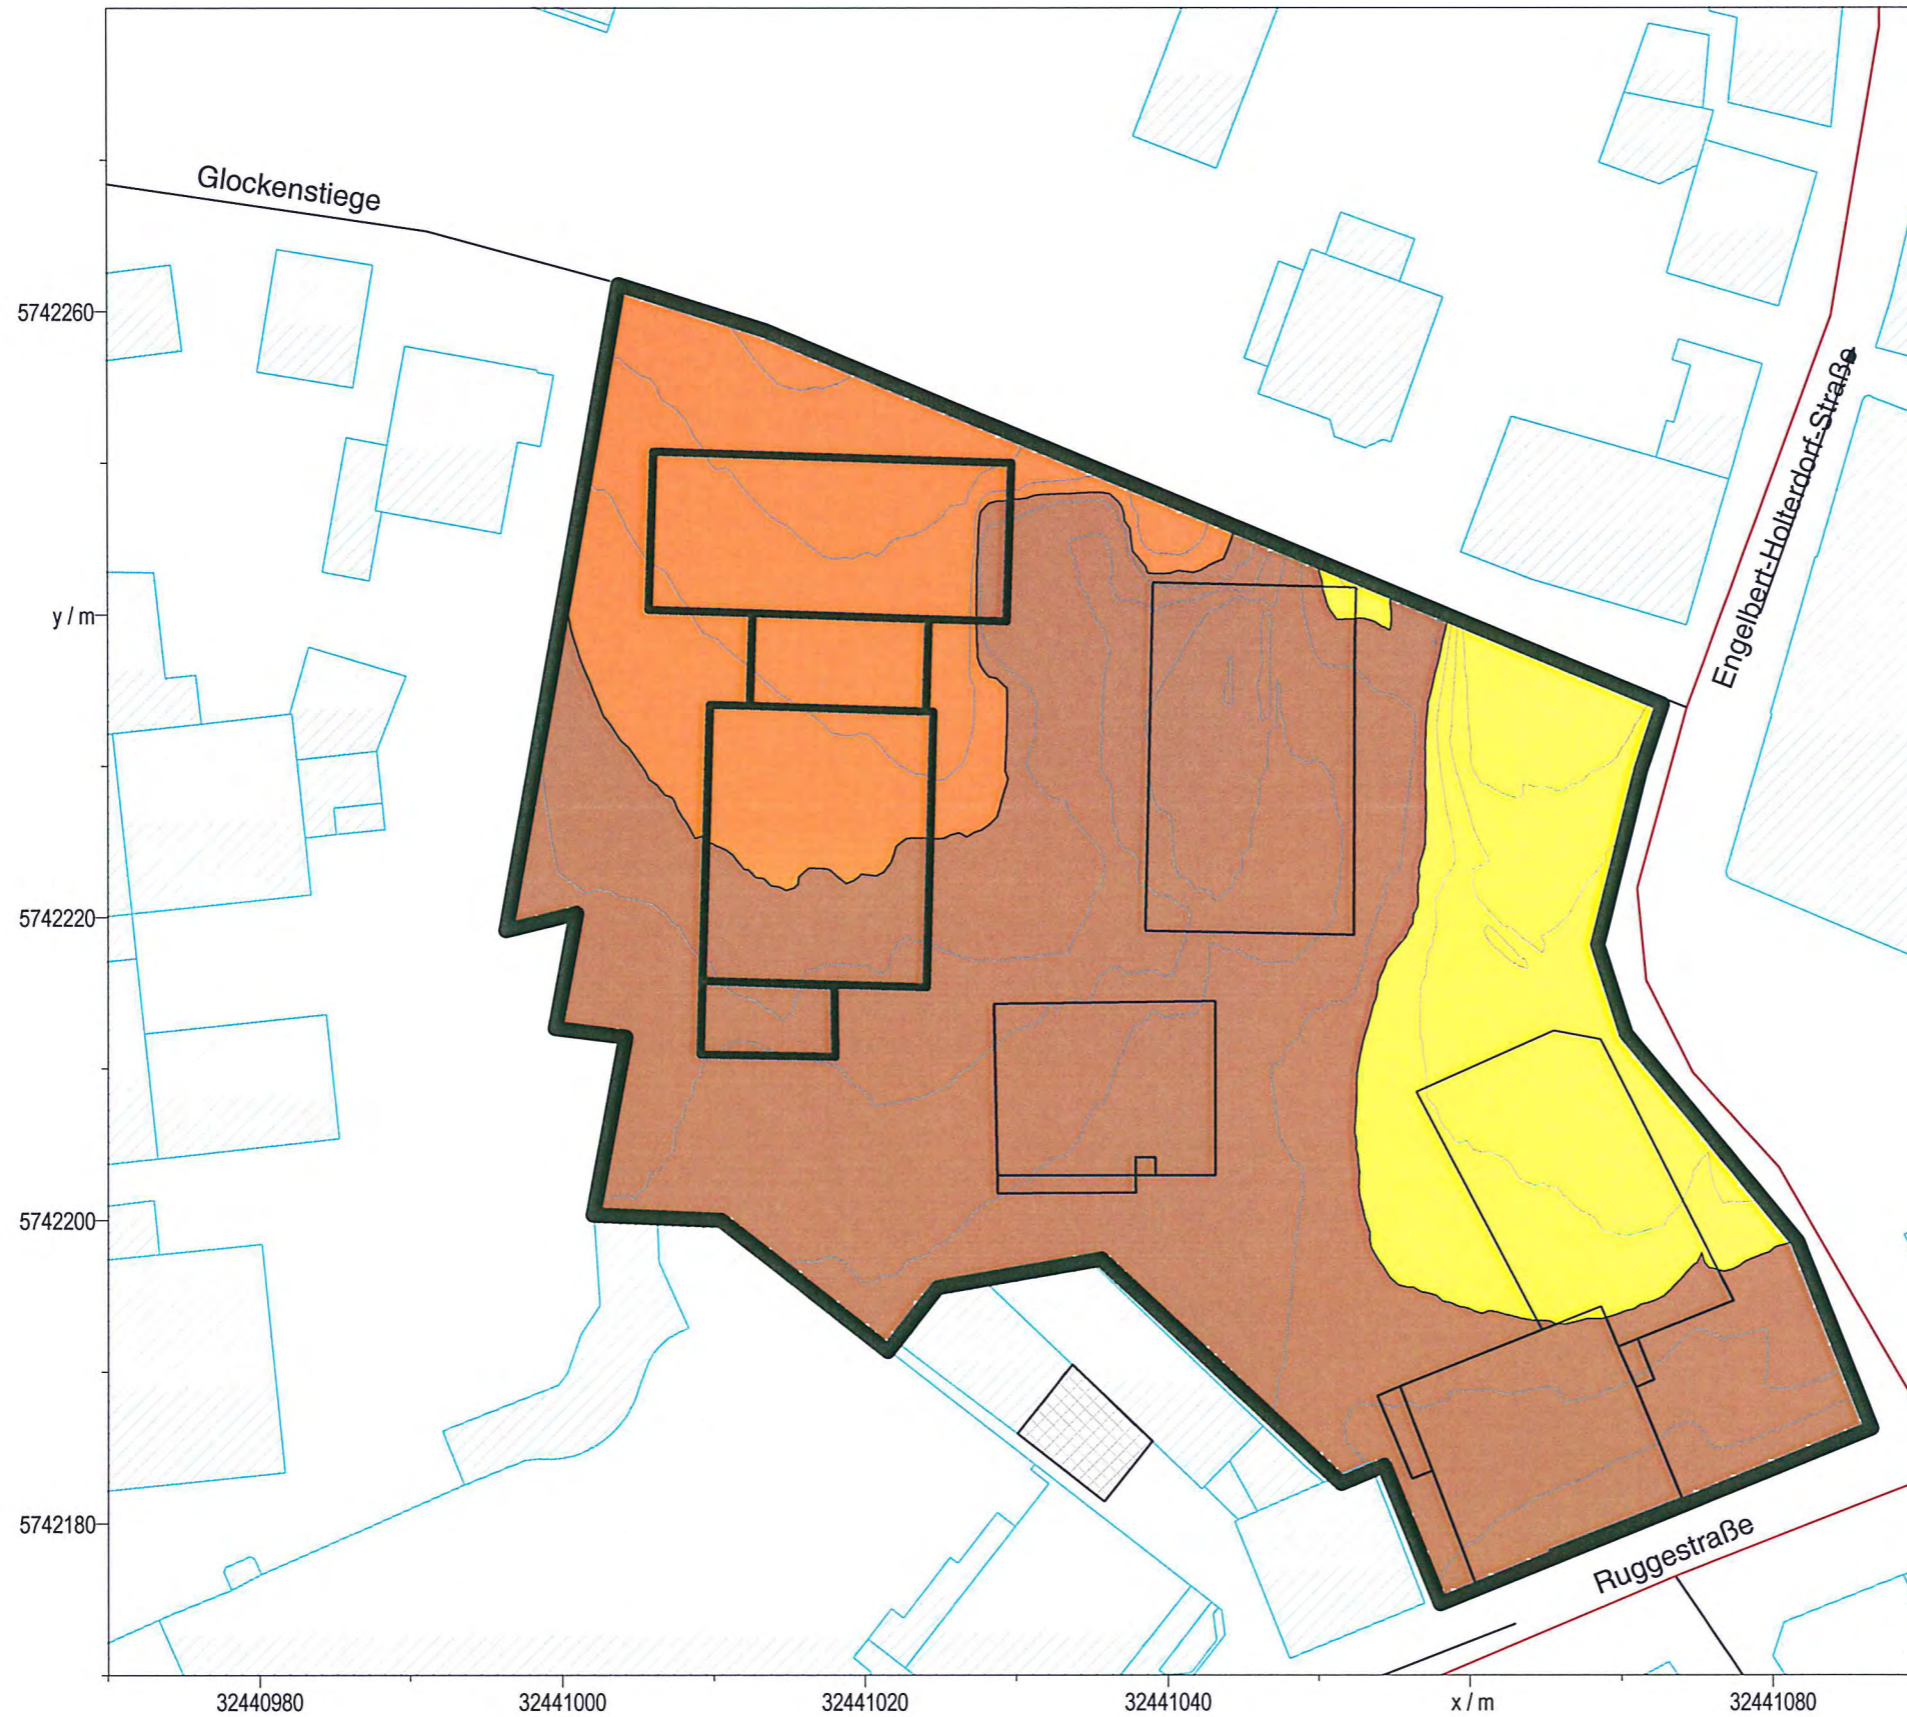 Glockenstiege
Engelbert-Holterdorf-Straße
Ruggestraße
5742260
y / m
5742220
5742200
5742180
32440980
32441000
32441020
32441040
x / m
32441080